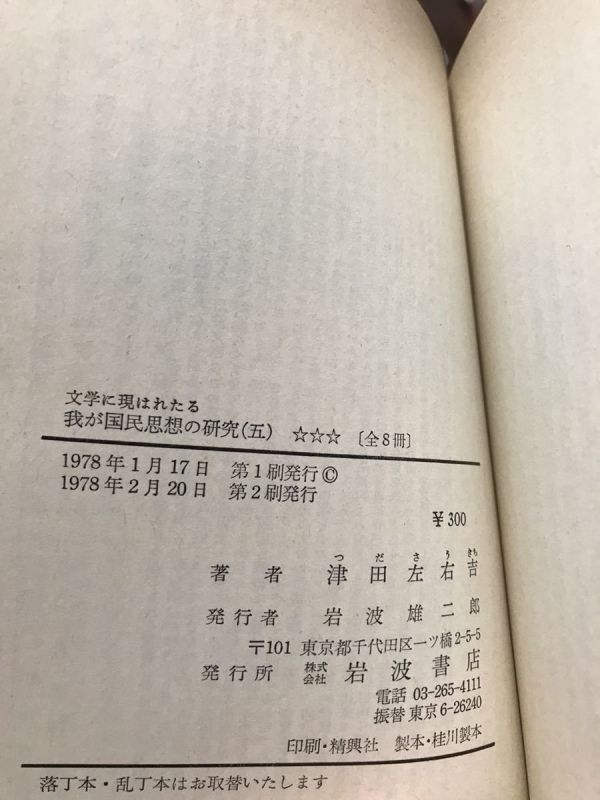 文学に現はれたる
我が国民思想の研究(五) ☆☆☆ 〔全8冊〕
1978年1月17日 第1刷発行©
1978年2月20日 第2刷発行
¥300
つ だ さ う きち
著者 津田左右吉
発行者 岩波雄二郎
〒101 東京都千代田区一ツ橋2-5-5
発行所 株式会社 岩波書店
電話 03-265-4111
振替 東京6-26240
印刷・精興社 製本・桂川製本
落丁本・乱丁本はお取替いたします